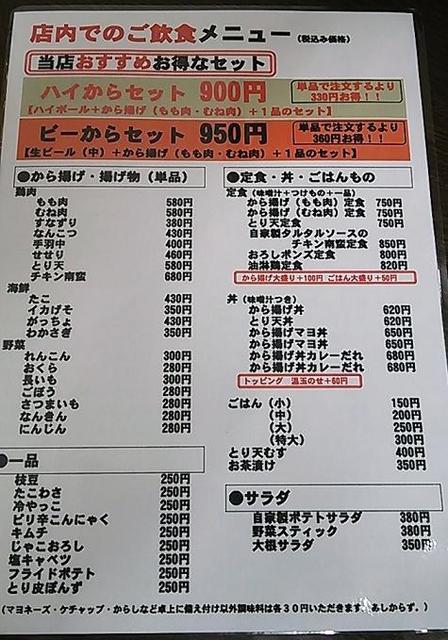 店内でのご飲食メニュー (税込み価格)
当店おすすめお得なセット
ハイからセット 900円 単品で注文するより330円お得!!
【ハイボール+から揚げ(もも肉・むね肉)+1品のセット】
ビーからセット 950円 単品で注文するより360円お得!!
【生ビール(中)+から揚げ(もも肉・むね肉)+1品のセット】
●から揚げ・揚げ物(単品)
鶏肉
もも肉 580円
むね肉 580円
すなずり 380円
なんこつ 380円
手羽中 400円
せせり 460円
とり天 580円
チキン南蛮 680円
海鮮
たこ 430円
イカげそ 350円
がっちょ 430円
わかさぎ 350円
野菜
れんこん 300円
おくら 280円
長いも 300円
ごぼう 280円
さつまいも 280円
なんきん 280円
にんじん 280円
●一品
枝豆 250円
たこわさ 250円
冷やっこ 250円
ピリ辛こんにゃく 250円
キムチ 250円
じゃこおろし 250円
塩キャベツ 250円
フライドポテト 250円
とり皮ぽんず 250円
●定食・丼・ごはんもの
定食(味噌汁+つけもの+一品)
から揚げ(もも肉)定食 750円
から揚げ(むね肉)定食 750円
とり天定食 750円
自家製タルタルソースの
チキン南蛮定食 850円
おろしポンズ定食 800円
油淋鶏定食 820円
から揚げ大盛り+100円 ごはん大盛り+50円
丼(味噌汁つき)
から揚げ丼 620円
とり天丼 620円
から揚げマヨ丼 650円
から揚げマヨ丼 650円
から揚げ丼カレーだれ 680円
から揚げ丼カレーだれ 680円
トッピング 温玉のせ+60円
ごはん(小) 150円
(中) 200円
(大) 250円
(特大) 300円
とり天むす 400円
お茶漬け 350円
●サラダ
自家製ポテトサラダ 380円
野菜スティック 380円
大根サラダ 350円
(マヨネーズ・ケチャップ・からしなど卓上に備え付け以外調味料は各30円いただきます。あしからず。)